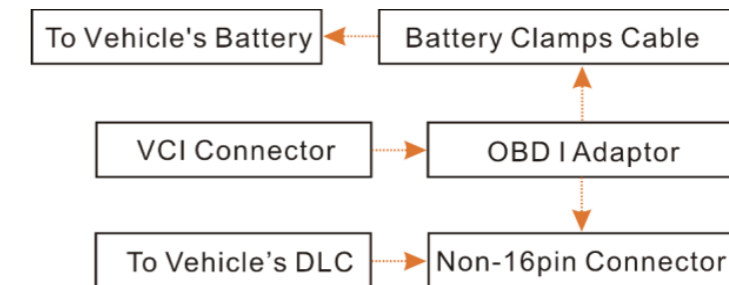 To Vehicle's Battery
Battery Clamps Cable
VCI Connector
OBD I Adaptor
To Vehicle’s DLC
Non-16pin Connector